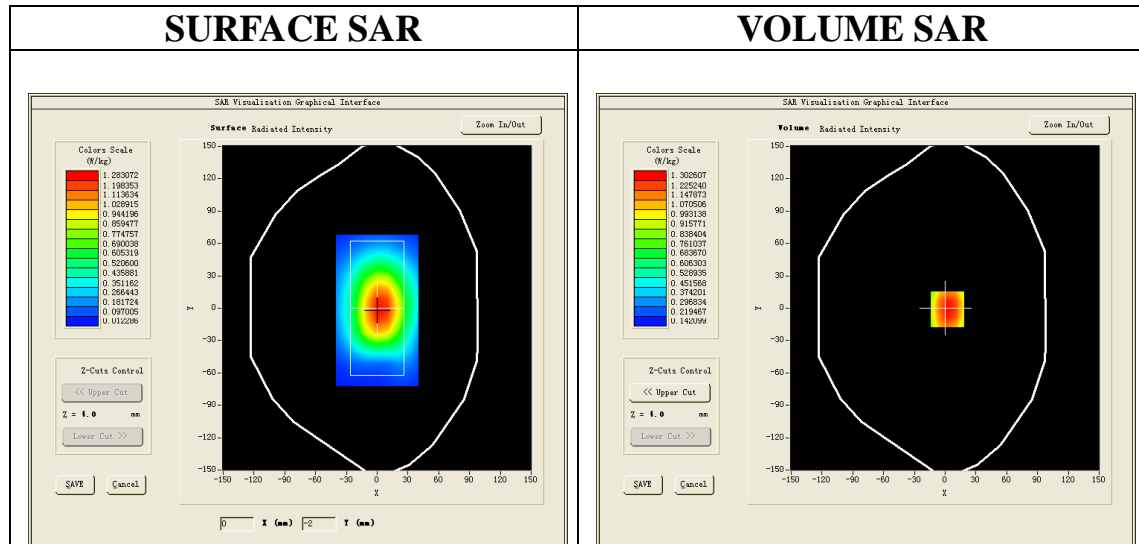 SURFACE SAR
VOLUME SAR
SAR Visualisation Graphical Interface
Surface Radiated Intensity
Zoom In/Out
Colors Scale
(W/kg)
1.283072
1.198353
1.113634
1.028915
0.944196
0.859477
0.774757
0.690038
0.605319
0.520600
0.435881
0.351162
0.266443
0.181724
0.097005
0.012286
150
120
90
60
30
0
-30
-60
-90
-120
-150
Y
-150 -120 -90 -60 -30 0 30 60 90 120 150
X
Z-Cuts Control
<< Upper Cut
Z = 4.0 mm
Lower Cut >>
SAVE Cancel
0 X (mm) -2 Y (mm)
SAR Visualisation Graphical Interface
Volume Radiated Intensity
Zoom In/Out
Colors Scale
(W/kg)
1.302607
1.225240
1.147873
1.070506
0.993138
0.915771
0.838404
0.761037
0.683670
0.606303
0.528935
0.451568
0.374201
0.296834
0.219467
0.142099
150
120
90
60
30
0
-30
-60
-90
-120
-150
Y
-150 -120 -90 -60 -30 0 30 60 90 120 150
X
Z-Cuts Control
<< Upper Cut
Z = 4.0 mm
Lower Cut >>
SAVE Cancel